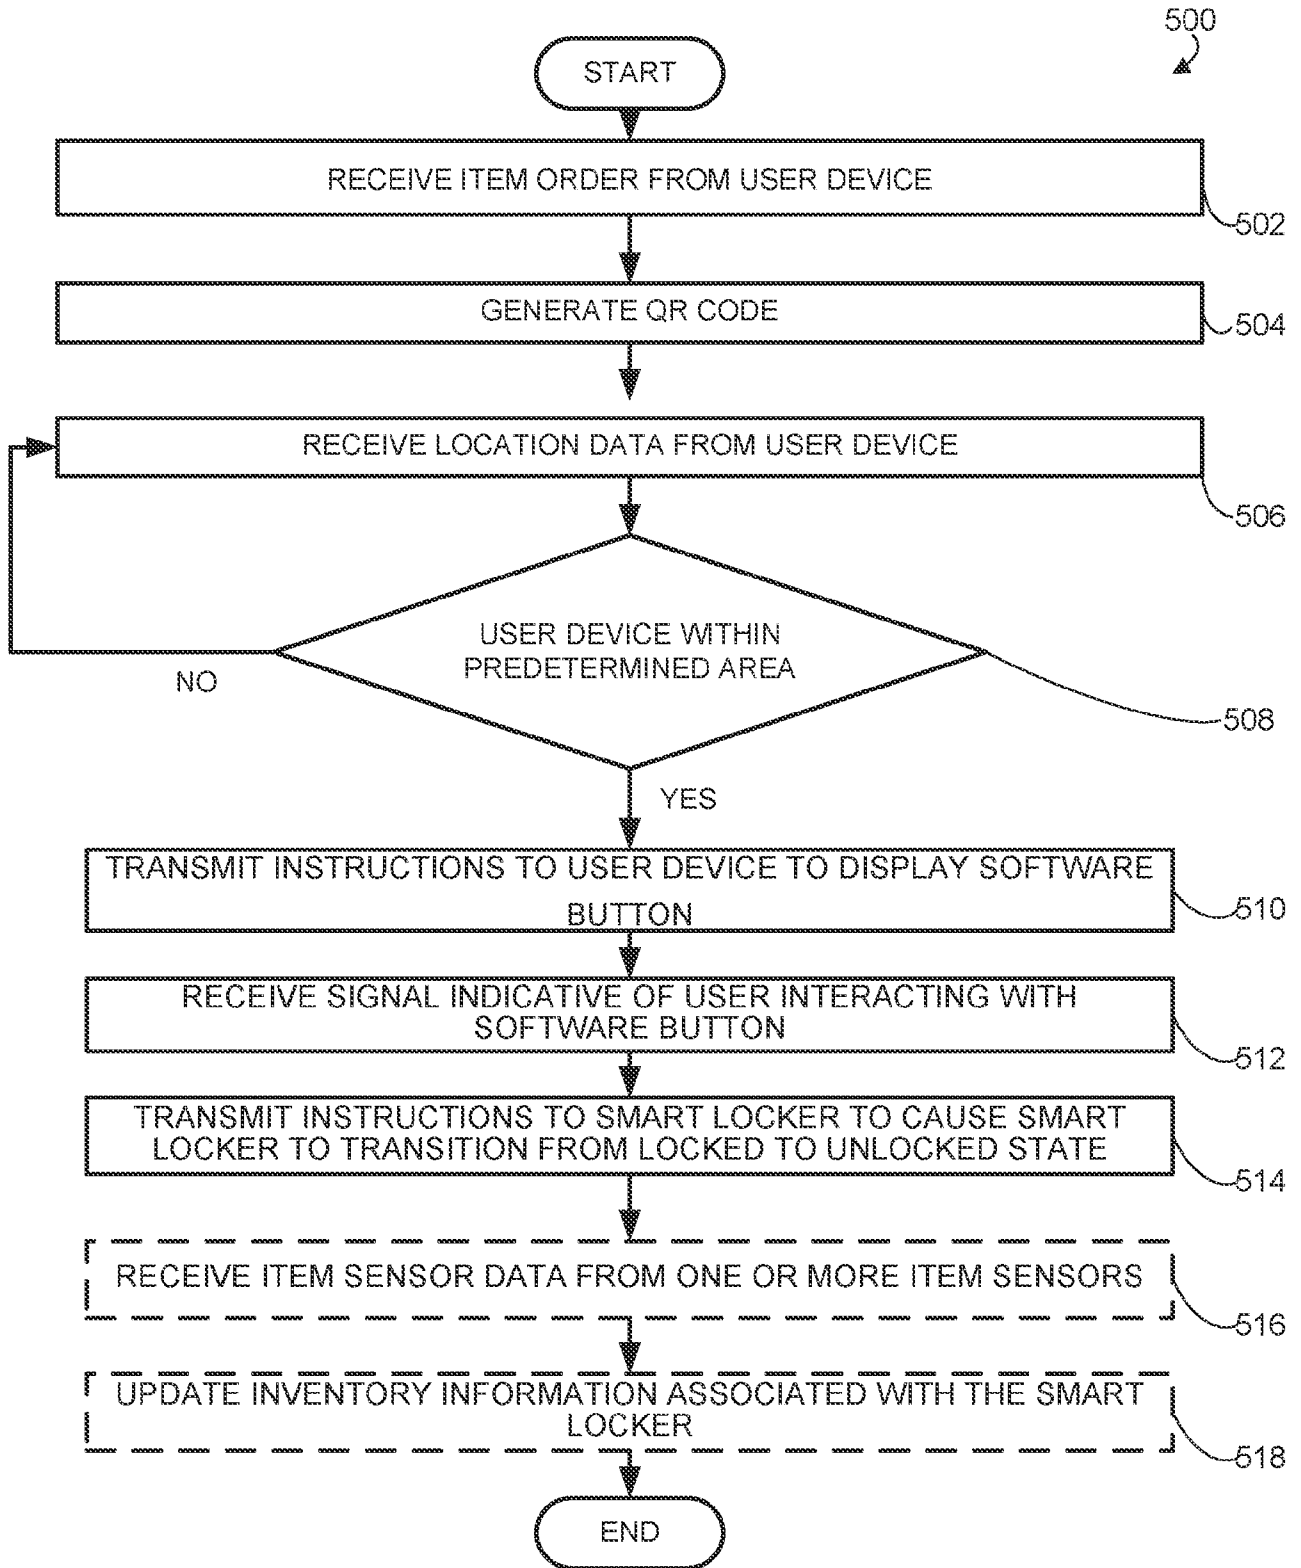 500
START
RECEIVE ITEM ORDER FROM USER DEVICE
502
GENERATE QR CODE
504
RECEIVE LOCATION DATA FROM USER DEVICE
506
USER DEVICE WITHIN
PREDETERMINED AREA
NO
508
YES
TRANSMIT INSTRUCTIONS TO USER DEVICE TO DISPLAY SOFTWARE
BUTTON
510
RECEIVE SIGNAL INDICATIVE OF USER INTERACTING WITH
SOFTWARE BUTTON
512
TRANSMIT INSTRUCTIONS TO SMART LOCKER TO CAUSE SMART
LOCKER TO TRANSITION FROM LOCKED TO UNLOCKED STATE
514
RECEIVE ITEM SENSOR DATA FROM ONE OR MORE ITEM SENSORS
516
UPDATE INVENTORY INFORMATION ASSOCIATED WITH THE SMART
LOCKER
518
END